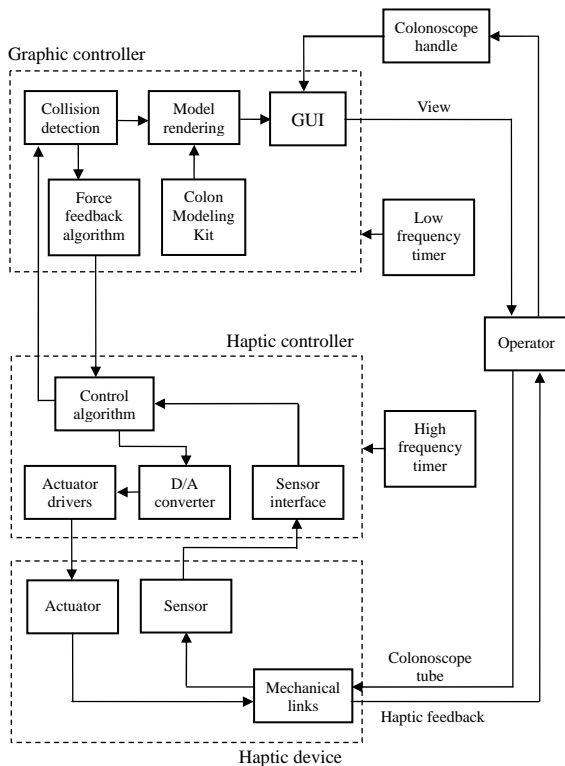 Colonoscope
handle
Graphic controller
Collision
detection
Model
rendering
GUI
View
Force
feedback
algorithm
Colon
Modeling
Kit
Low
frequency
timer
Operator
Haptic controller
Control
algorithm
High
frequency
timer
Actuator
drivers
D/A
converter
Sensor
interface
Actuator
Sensor
Colonoscope
tube
Mechanical
links
Haptic feedback
Haptic device